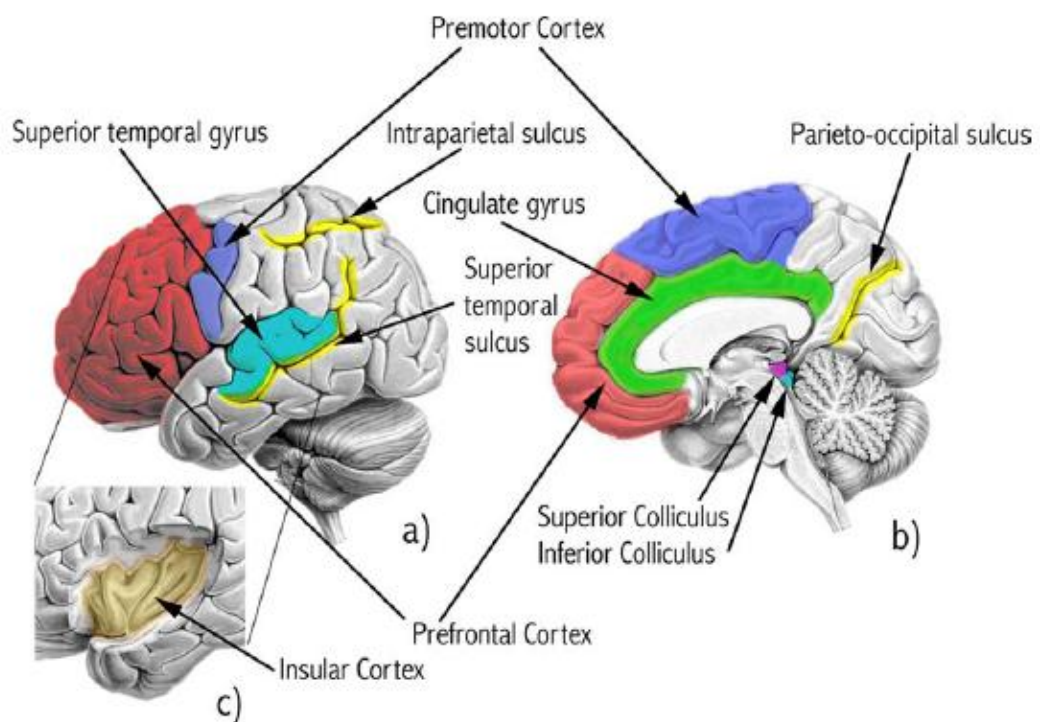 Premotor Cortex
Superior temporal gyrus
Intraparietal sulcus
Parieto-occipital sulcus
Cingulate gyrus
Superior
temporal
sulcus
a)
Superior Colliculus
Inferior Colliculus
b)
Prefrontal Cortex
Insular Cortex
c)